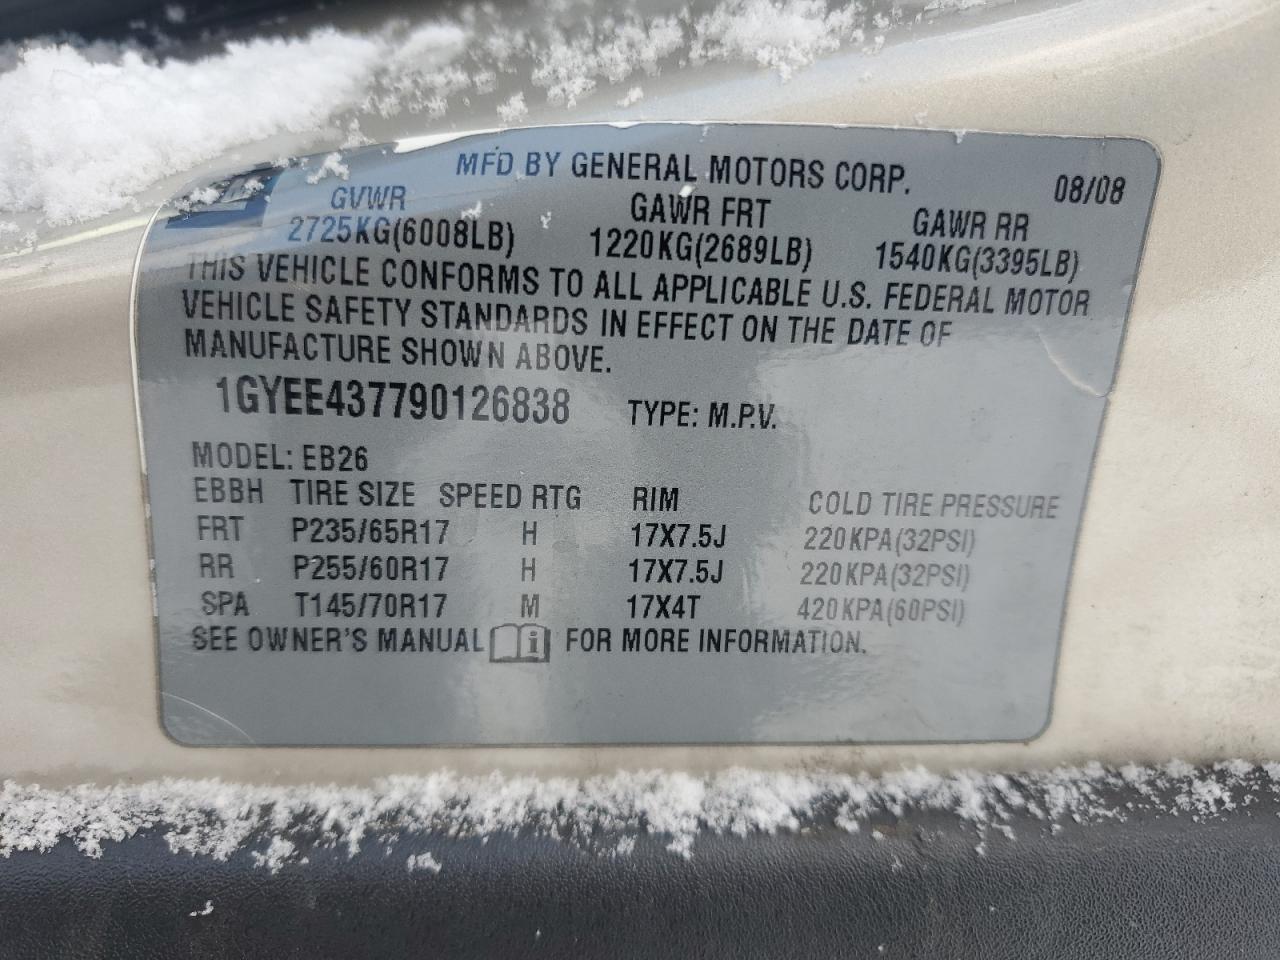 GM
MFD BY GENERAL MOTORS CORP. 08/08
GVWR GAWR FRT GAWR RR
2725KG(6008LB) 1220KG(2689LB) 1540KG(3395LB)
THIS VEHICLE CONFORMS TO ALL APPLICABLE U.S. FEDERAL MOTOR
VEHICLE SAFETY STANDARDS IN EFFECT ON THE DATE OF
MANUFACTURE SHOWN ABOVE.
1GYEE437790126838 TYPE: M.P.V.
MODEL: EB26
EBBH TIRE SIZE SPEED RTG RIM COLD TIRE PRESSURE
FRT P235/65R17 H 17X7.5J 220KPA(32PSI)
RR P255/60R17 H 17X7.5J 220KPA(32PSI)
SPA T145/70R17 M 17X4T 420KPA(60PSI)
SEE OWNER'S MANUAL i FOR MORE INFORMATION.